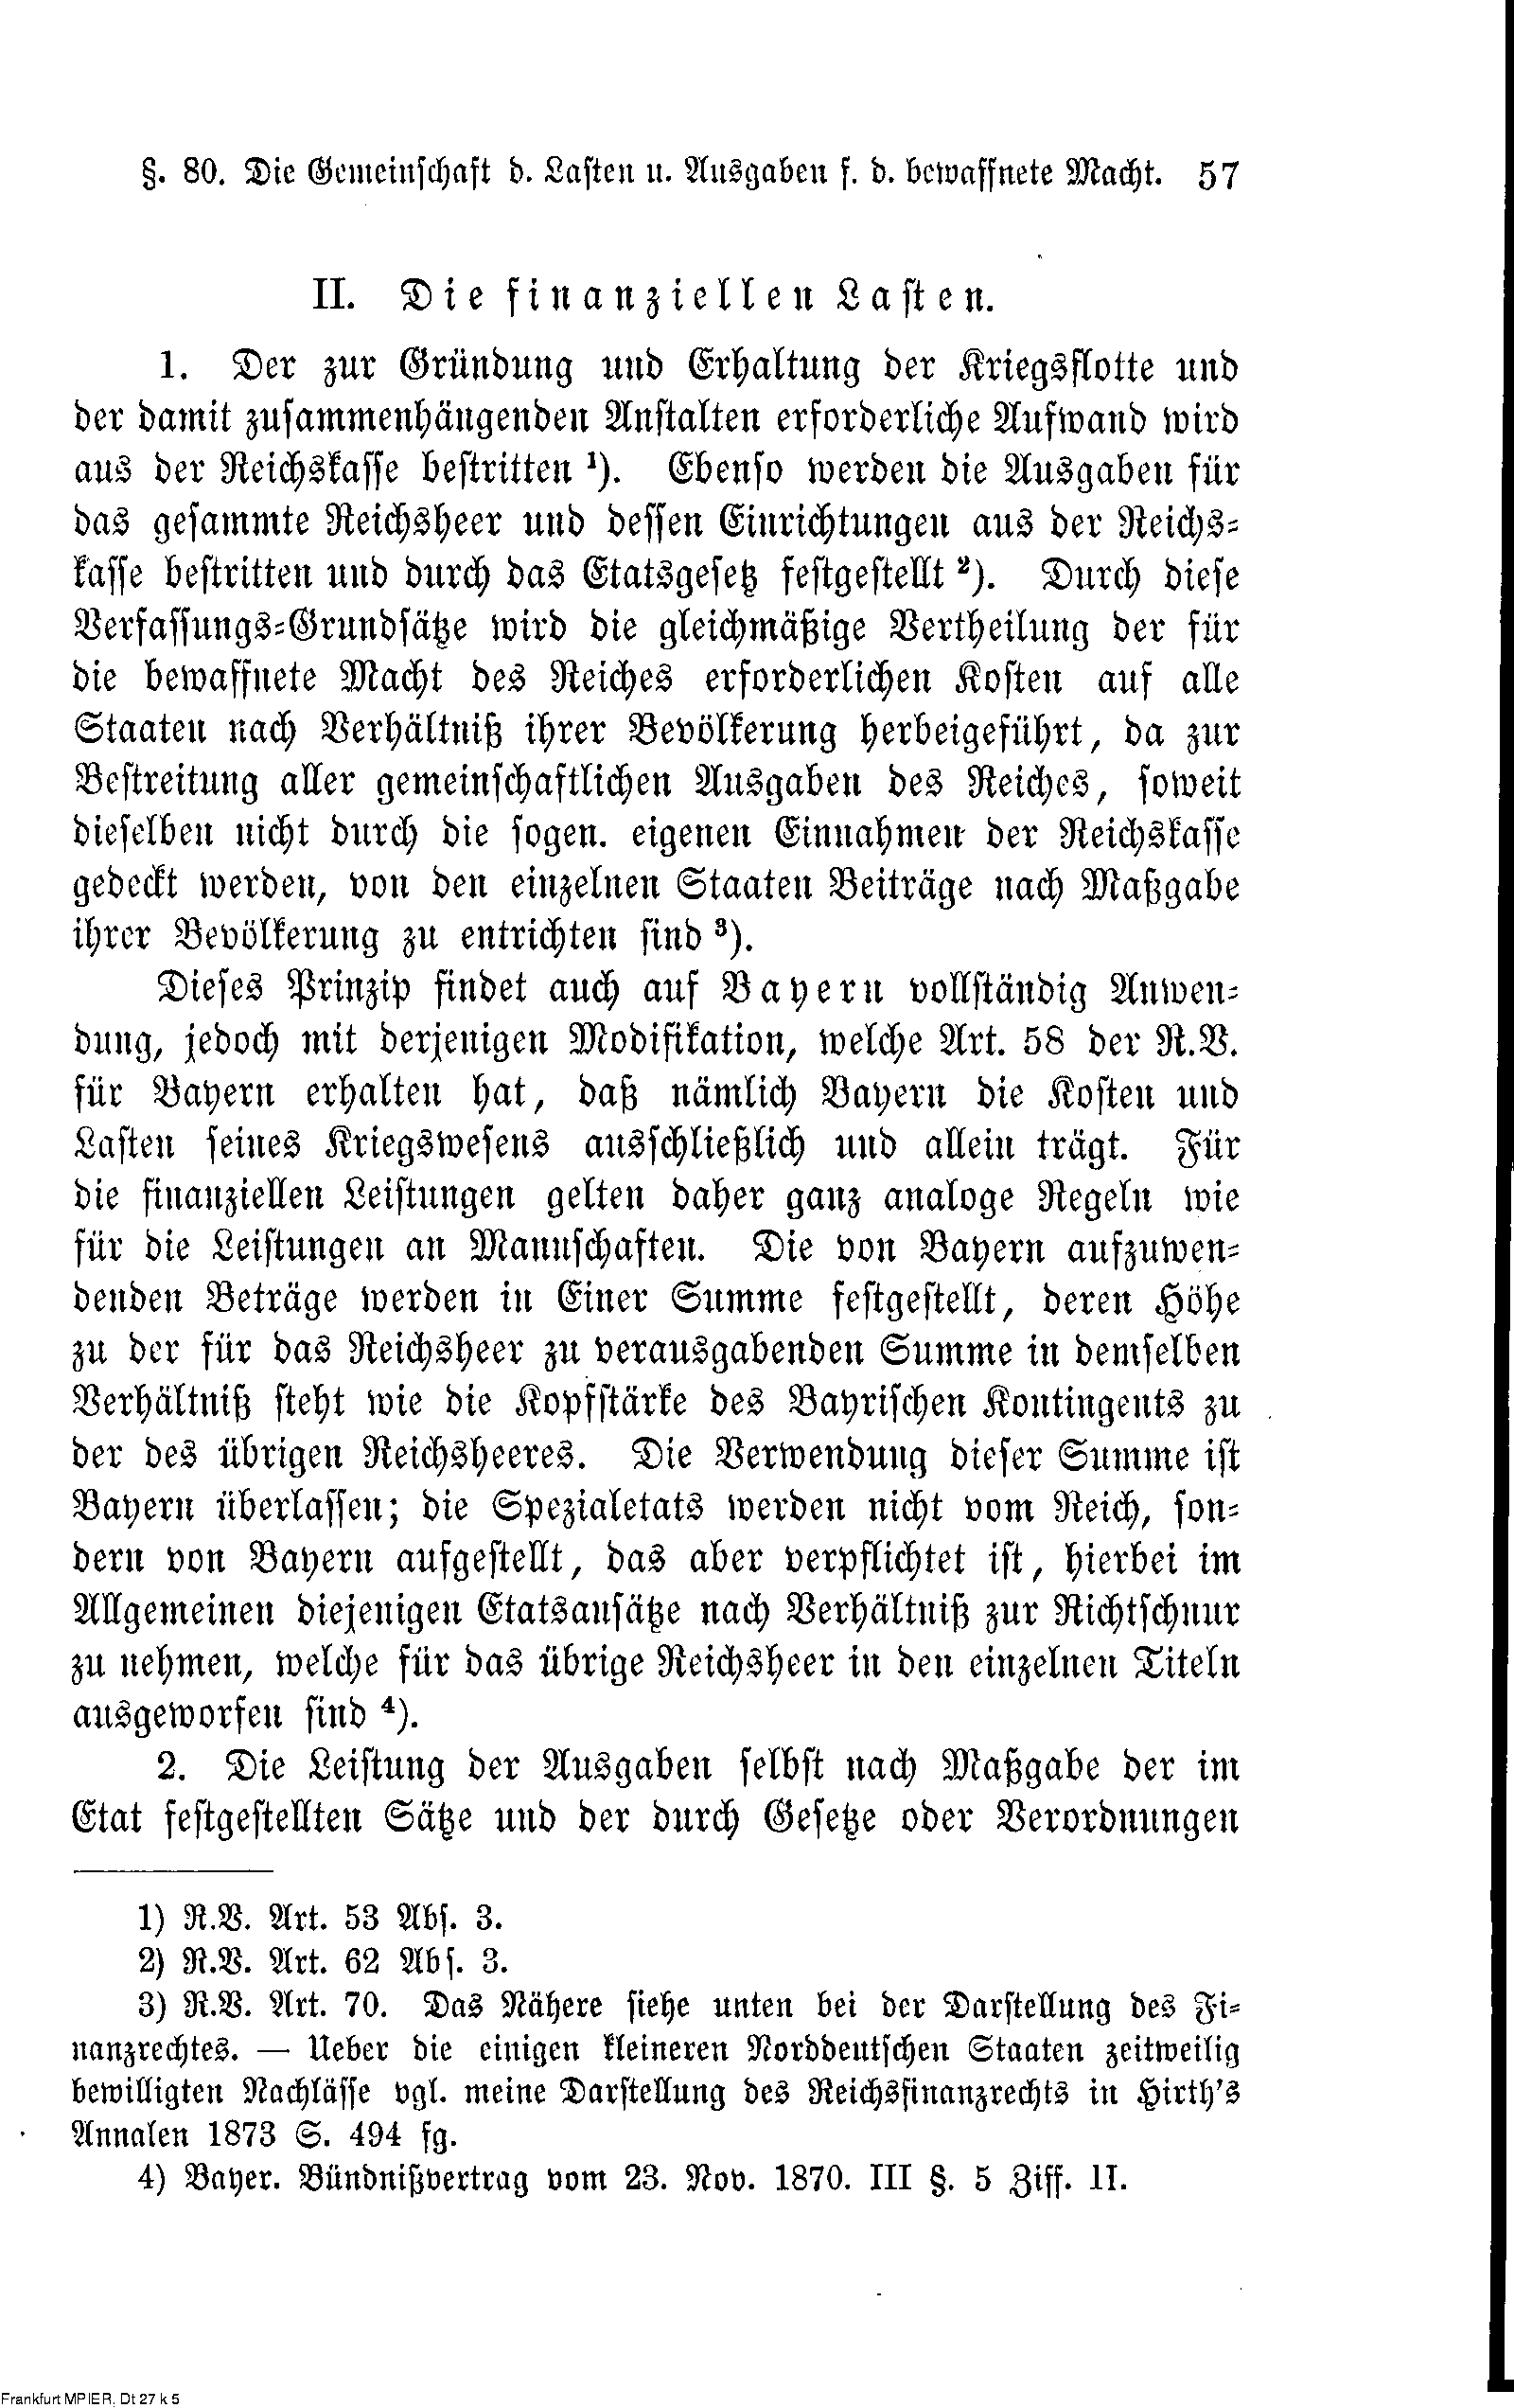 §. 80. Die Gemeinschaft d. Lasten u. Ausgaben f. d. bewaffnete Macht. 57
II. Die finanziellen Lasten.
1. Der zur Gründung und Erhaltung der Kriegsflotte und
der damit zusammenhängenden Anstalten erforderliche Aufwand wird
aus der Reichskasse bestritten ¹). Ebenso werden die Ausgaben für
das gesammte Reichsheer und dessen Einrichtungen aus der Reichs-
kasse bestritten und durch das Etatsgesetz festgestellt ²). Durch diese
Verfassungs-Grundsätze wird die gleichmäßige Vertheilung der für
die bewaffnete Macht des Reiches erforderlichen Kosten auf alle
Staaten nach Verhältniß ihrer Bevölkerung herbeigeführt, da zur
Bestreitung aller gemeinschaftlichen Ausgaben des Reiches, soweit
dieselben nicht durch die sogen. eigenen Einnahmen der Reichskasse
gedeckt werden, von den einzelnen Staaten Beiträge nach Maßgabe
ihrer Bevölkerung zu entrichten sind ³).
Dieses Prinzip findet auch auf Bayern vollständig Anwen-
dung, jedoch mit derjenigen Modifikation, welche Art. 58 der R.V.
für Bayern erhalten hat, daß nämlich Bayern die Kosten und
Lasten seines Kriegswesens ausschließlich und allein trägt. Für
die finanziellen Leistungen gelten daher ganz analoge Regeln wie
für die Leistungen an Mannschaften. Die von Bayern aufzuwen-
denden Beträge werden in Einer Summe festgestellt, deren Höhe
zu der für das Reichsheer zu verausgabenden Summe in demselben
Verhältniß steht wie die Kopfstärke des Bayrischen Kontingents zu
der des übrigen Reichsheeres. Die Verwendung dieser Summe ist
Bayern überlassen; die Spezialetats werden nicht vom Reich, son-
dern von Bayern aufgestellt, das aber verpflichtet ist, hierbei im
Allgemeinen diejenigen Etatsansätze nach Verhältniß zur Richtschnur
zu nehmen, welche für das übrige Reichsheer in den einzelnen Titeln
ausgeworfen sind ⁴).
2. Die Leistung der Ausgaben selbst nach Maßgabe der im
Etat festgestellten Sätze und der durch Gesetze oder Verordnungen
1) R.V. Art. 53 Abs. 3.
2) R.V. Art. 62 Abs. 3.
3) R.V. Art. 70. Das Nähere siehe unten bei der Darstellung des Fi-
nanzrechtes. — Ueber die einigen kleineren Norddeutschen Staaten zeitweilig
bewilligten Nachlässe vgl. meine Darstellung des Reichsfinanzrechts in Hirth's
Annalen 1873 S. 494 fg.
4) Bayer. Bündnißvertrag vom 23. Nov. 1870. III §. 5 Ziff. II.
Frankfurt MPIER, Dt 27 k 5